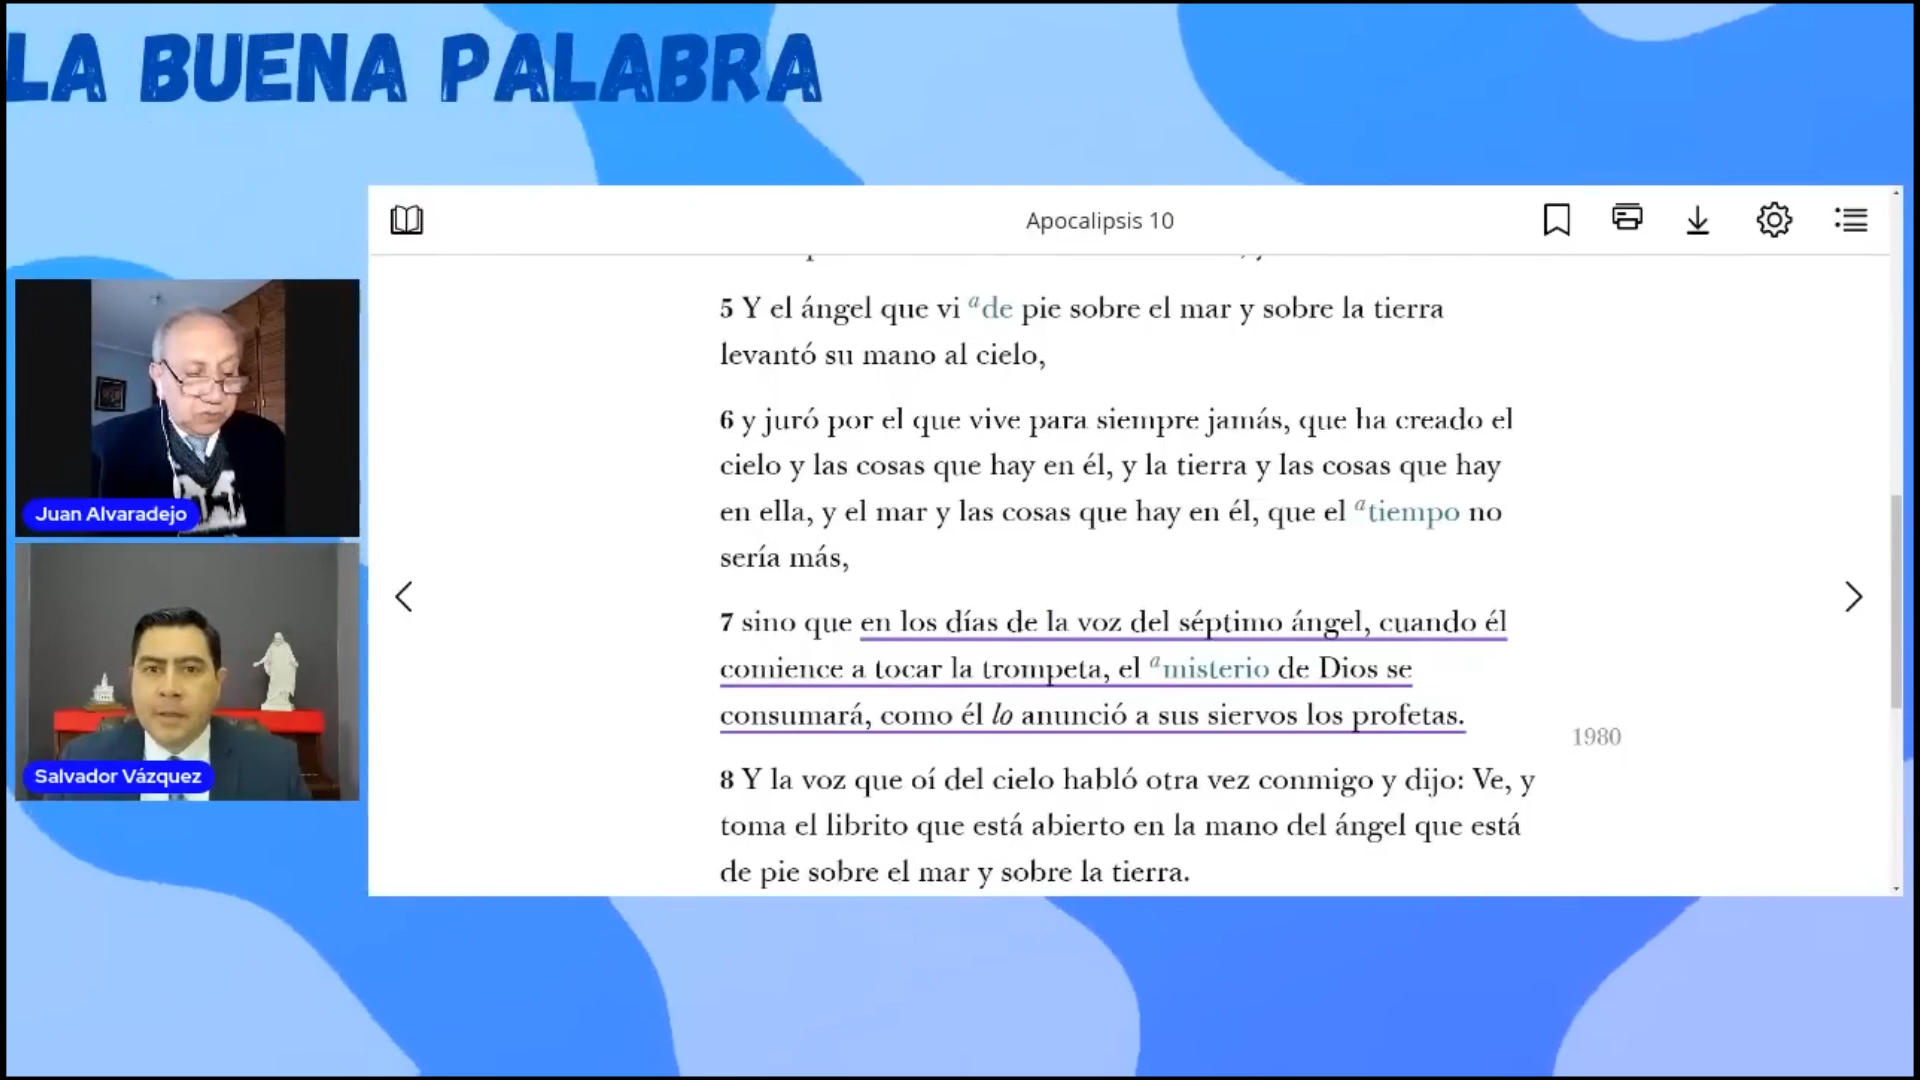 LA BUENA PALABRA
Apocalipsis 10
5 Y el ángel que vi ᵃde pie sobre el mar y sobre la tierra
levantó su mano al cielo,
6 y juró por el que vive para siempre jamás, que ha creado el
cielo y las cosas que hay en él, y la tierra y las cosas que hay
en ella, y el mar y las cosas que hay en él, que el ᵃtiempo no
sería más,
7 sino que en los días de la voz del séptimo ángel, cuando él
comience a tocar la trompeta, el ᵃmisterio de Dios se
consumará, como él lo anunció a sus siervos los profetas.
1980
8 Y la voz que oí del cielo habló otra vez conmigo y dijo: Ve, y
toma el librito que está abierto en la mano del ángel que está
de pie sobre el mar y sobre la tierra.
Juan Alvaradejo
Salvador Vázquez